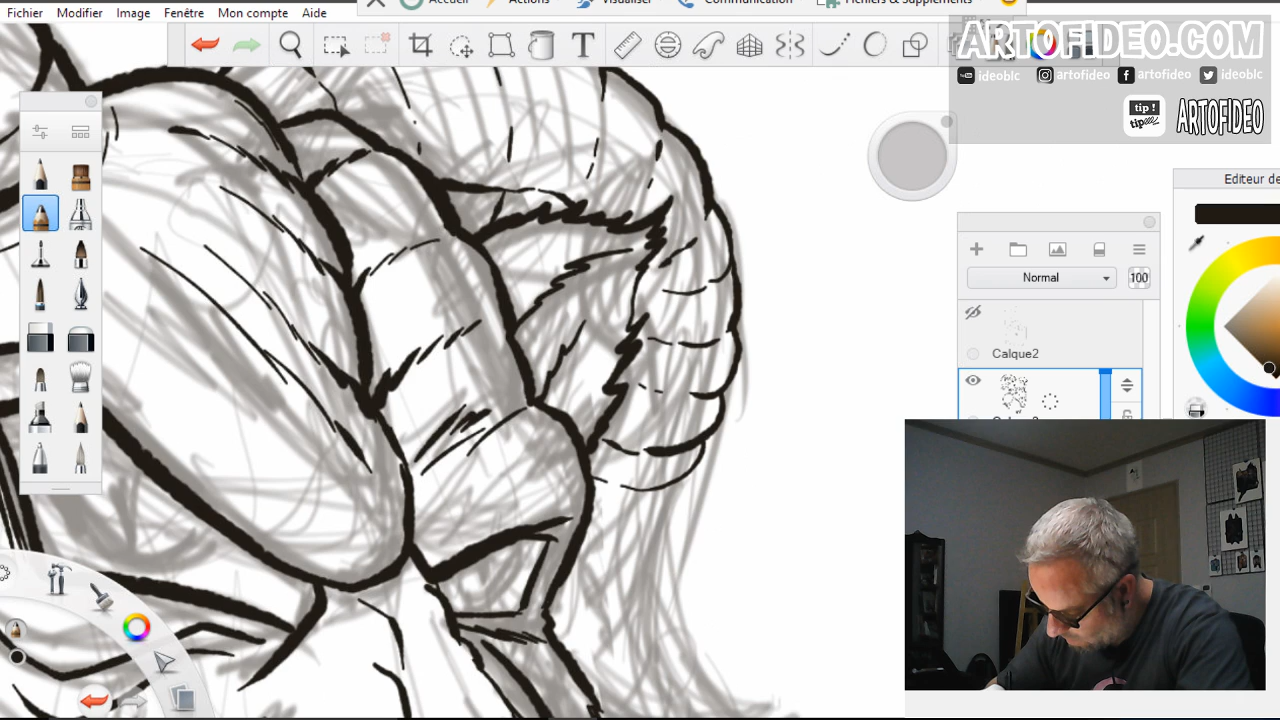 Fichier Modifier Image Fenêtre Mon compte Aide
Accueil Actions Visualiser Communication Fichiers & Suppléments
ARTOFIDEO.COM
ideoblc artofideo artofideo ideoblc
tip! tipeee ARTOFIDEO
Editeur de
Normal 100
Calque2